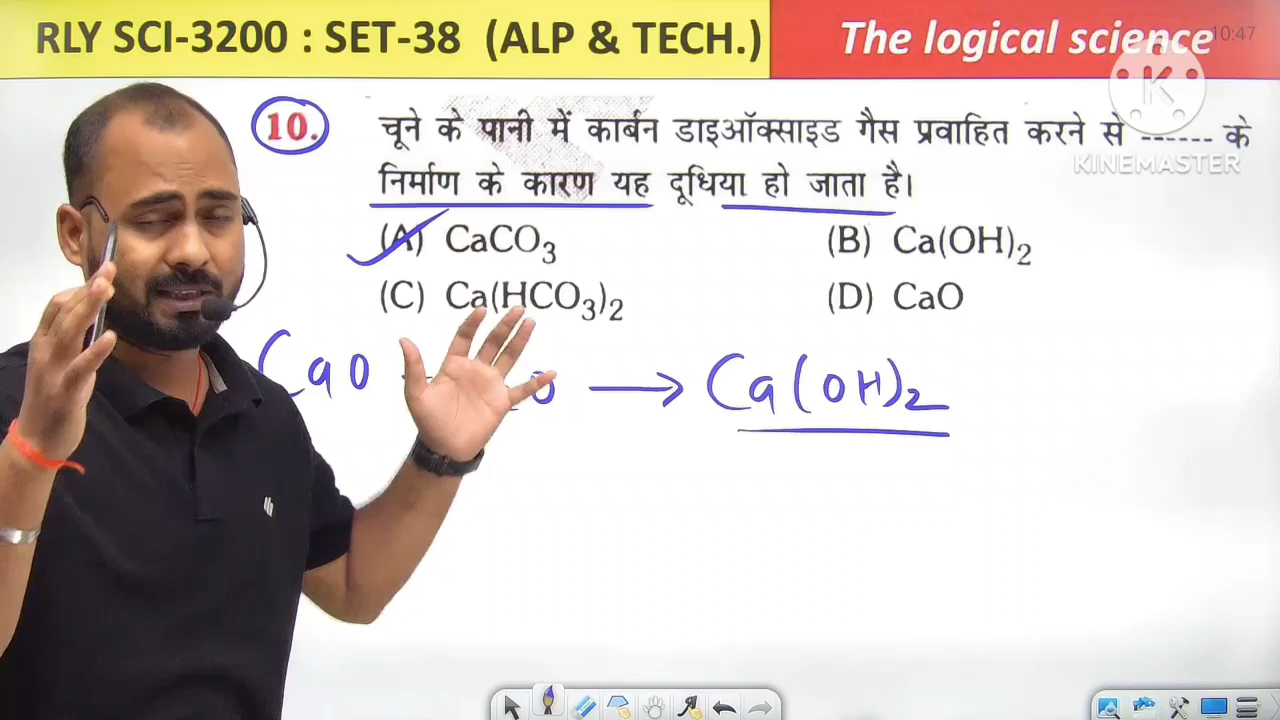 RLY SCI-3200 : SET-38 (ALP & TECH.)
The logical science
10:47
K
KINEMASTER
10. चूने के पानी में कार्बन डाइऑक्साइड गैस प्रवाहित करने से ------ के
निर्माण के कारण यह दूधिया हो जाता है।
(A) CaCO₃ (B) Ca(OH)₂
(C) Ca(HCO₃)₂ (D) CaO
CaO → Ca(OH)₂